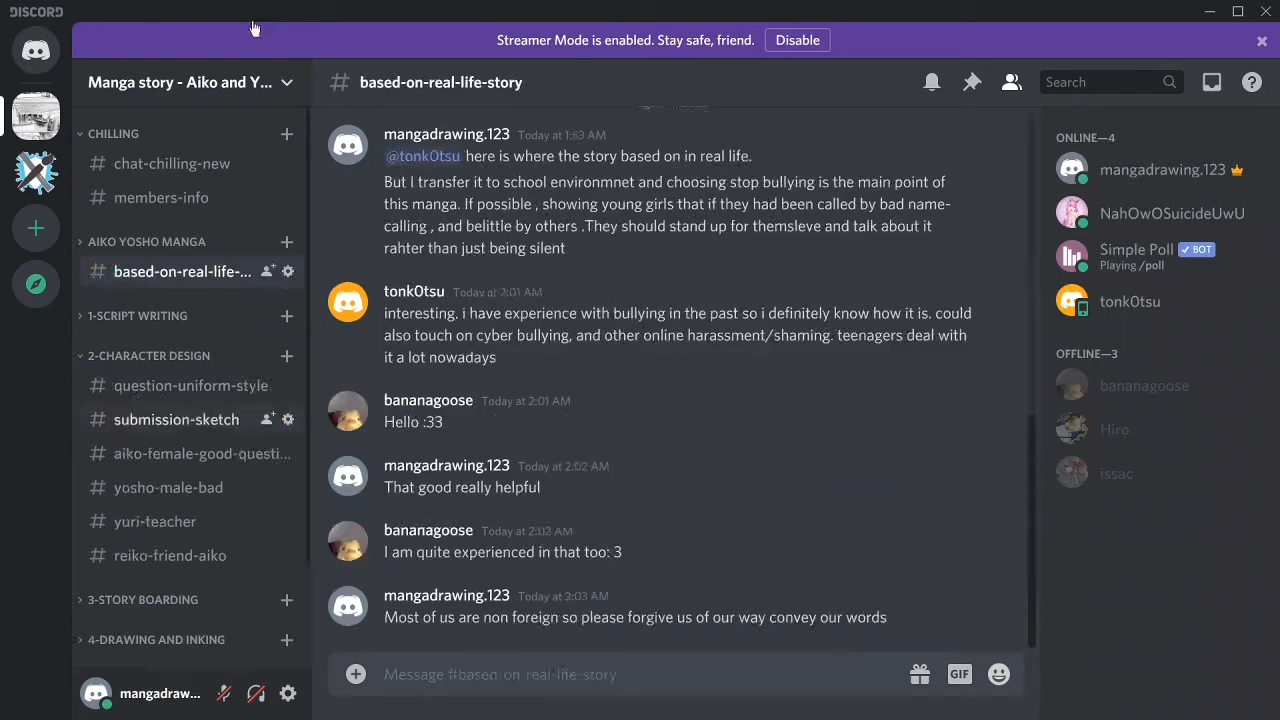 DISCORD
Streamer Mode is enabled. Stay safe, friend.
Disable
Manga story - Aiko and Y...
# based-on-real-life-story
Search
CHILLING
# chat-chilling-new
# members-info
AIKO YOSHO MANGA
# based-on-real-life-...
1-SCRIPT WRITING
2-CHARACTER DESIGN
# question-uniform-style
# submission-sketch
# aiko-female-good-questi...
# yosho-male-bad
# yuri-teacher
# reiko-friend-aiko
3-STORY BOARDING
4-DRAWING AND INKING
mangadraw...
mangadrawing.123 Today at 1:53 AM
@tonk0tsu here is where the story based on in real life.
But I transfer it to school environmnet and choosing stop bullying is the main point of
this manga. If possible , showing young girls that if they had been called by bad name-
calling , and belittle by others .They should stand up for themsleve and talk about it
rahter than just being silent
tonk0tsu Today at 2:01 AM
interesting. i have experience with bullying in the past so i definitely know how it is. could
also touch on cyber bullying, and other online harassment/shaming. teenagers deal with
it a lot nowadays
bananagoose Today at 2:01 AM
Hello :33
mangadrawing.123 Today at 2:02 AM
That good really helpful
bananagoose Today at 2:02 AM
I am quite experienced in that too: 3
mangadrawing.123 Today at 2:03 AM
Most of us are non foreign so please forgive us of our way convey our words
Message #based-on-real-life-story
GIF
ONLINE—4
mangadrawing.123
NahOwOSuicideUwU
Simple Poll ✓ BOT
Playing /poll
tonk0tsu
OFFLINE—3
bananagoose
Hiro
issac